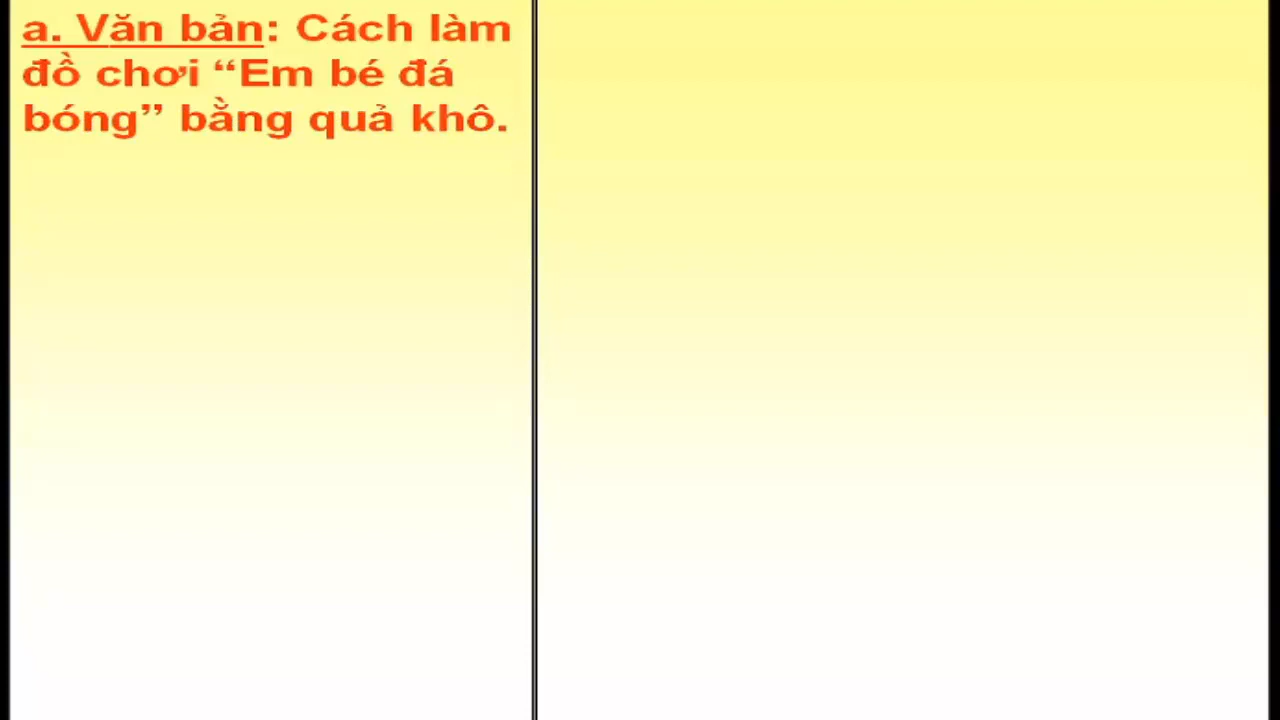 a. Văn bản: Cách làm
đồ chơi “Em bé đá
bóng” bằng quả khô.